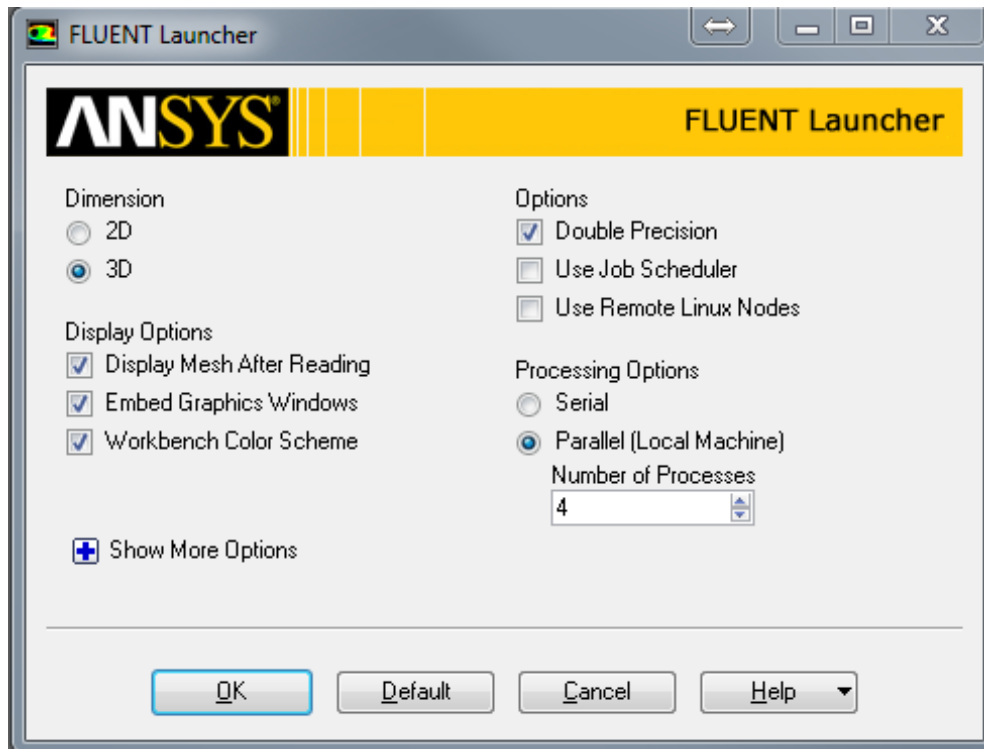 FLUENT Launcher
ANSYS®
FLUENT Launcher
Dimension
2D
3D
Display Options
Display Mesh After Reading
Embed Graphics Windows
Workbench Color Scheme
Show More Options
Options
Double Precision
Use Job Scheduler
Use Remote Linux Nodes
Processing Options
Serial
Parallel (Local Machine)
Number of Processes
4
OK
Default
Cancel
Help